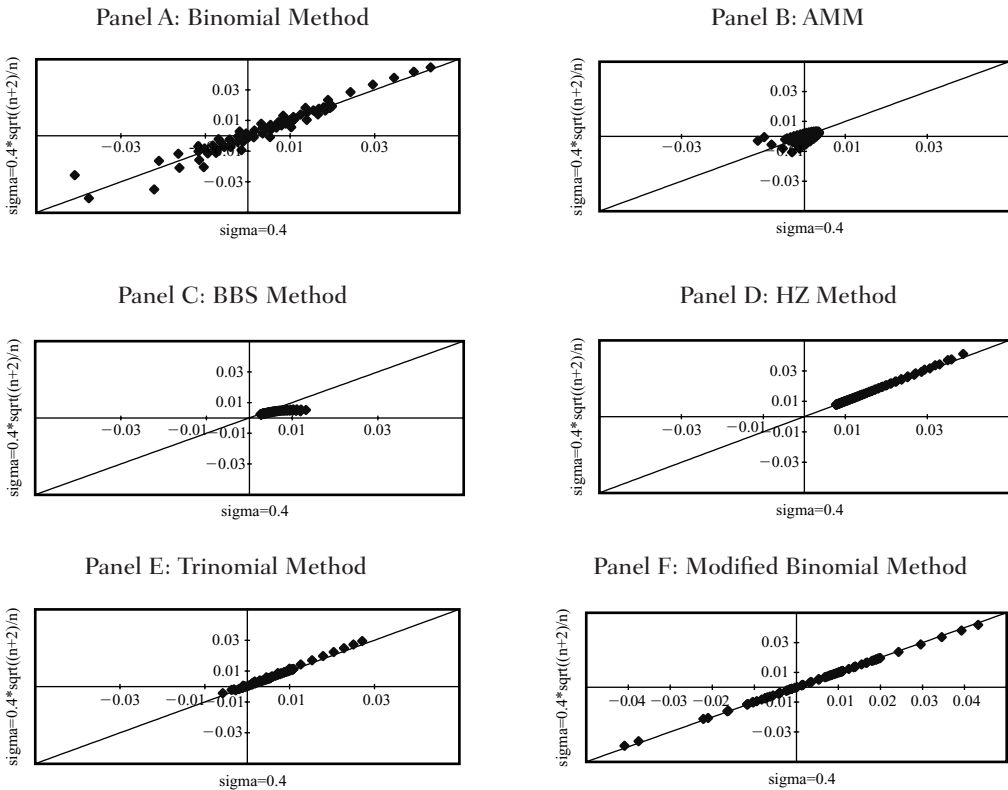 Panel A: Binomial Method
sigma=0.4*sqrt((n+2)/n)
0.03
0.01
−0.03
−0.01
0.01
0.03
−0.03
sigma=0.4
Panel B: AMM
sigma=0.4*sqrt((n+2)/n)
0.03
0.01
−0.03
0.01
0.03
−0.03
sigma=0.4
Panel C: BBS Method
sigma=0.4*sqrt((n+2)/n)
0.03
0.01
−0.03
−0.01
0.01
0.03
−0.01
−0.03
sigma=0.4
Panel D: HZ Method
sigma=0.4*sqrt((n+2)/n)
0.03
0.01
−0.03
−0.01
0.01
0.03
−0.01
−0.03
sigma=0.4
Panel E: Trinomial Method
sigma=0.4*sqrt((n+2)/n)
0.03
0.01
−0.03
−0.01
0.03
−0.03
sigma=0.4
Panel F: Modified Binomial Method
sigma=0.4*sqrt((n+2)/n)
0.03
0.01
−0.04
−0.03
−0.02
0.01
0.02
0.03
0.04
−0.03
sigma=0.4